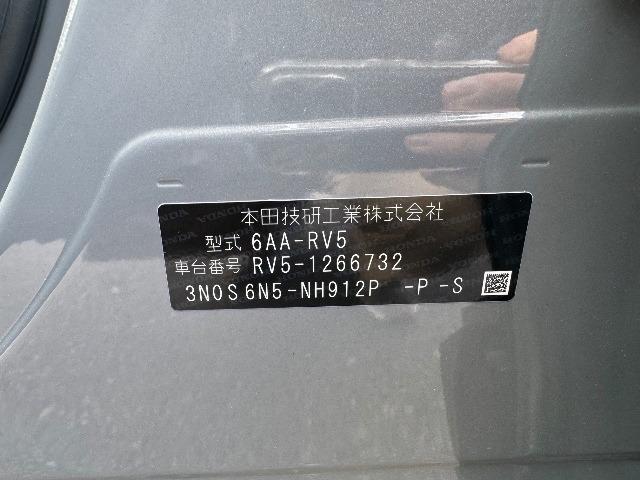 本田技研工業株式会社
型式 6AA-RV5
車台番号 RV5-1266732
3N0S6N5-NH912P -P-S